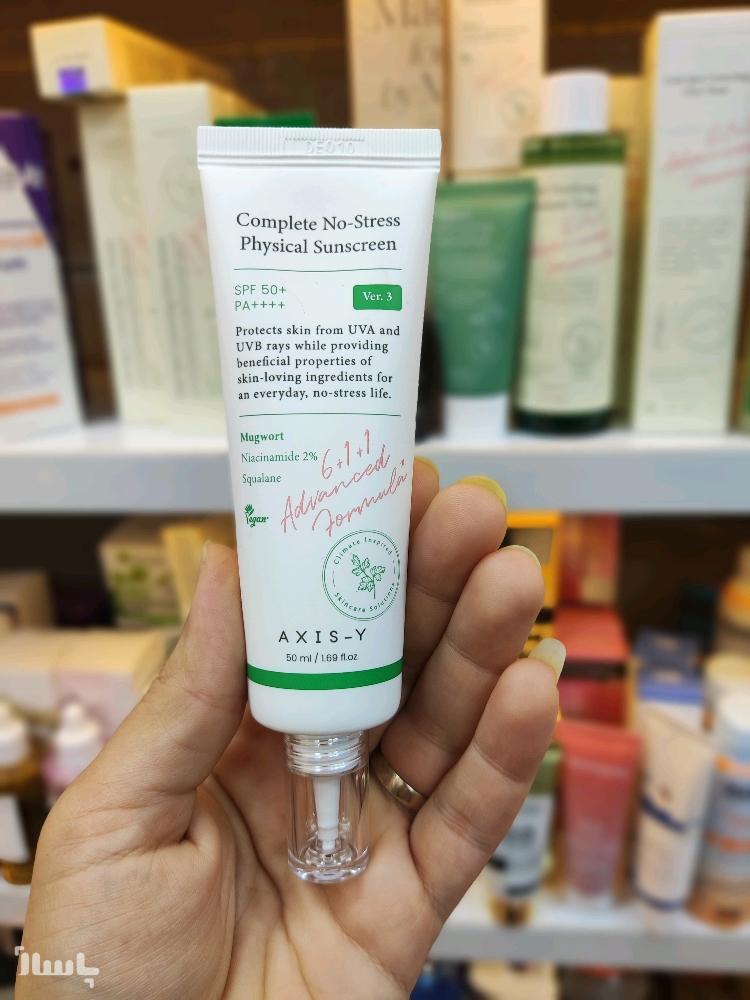 Complete No-Stress
Physical Sunscreen
SPF 50+
PA++++
Ver. 3
Protects skin from UVA and
UVB rays while providing
beneficial properties of
skin-loving ingredients for
an everyday, no-stress life.
Mugwort
Niacinamide 2%
Squalane
6+1+1
Advanced
Formula
Vegan
Climate Inspired
Skincare Solutions
AXIS-Y
50 ml / 1.69 fl.oz.
پاساژ